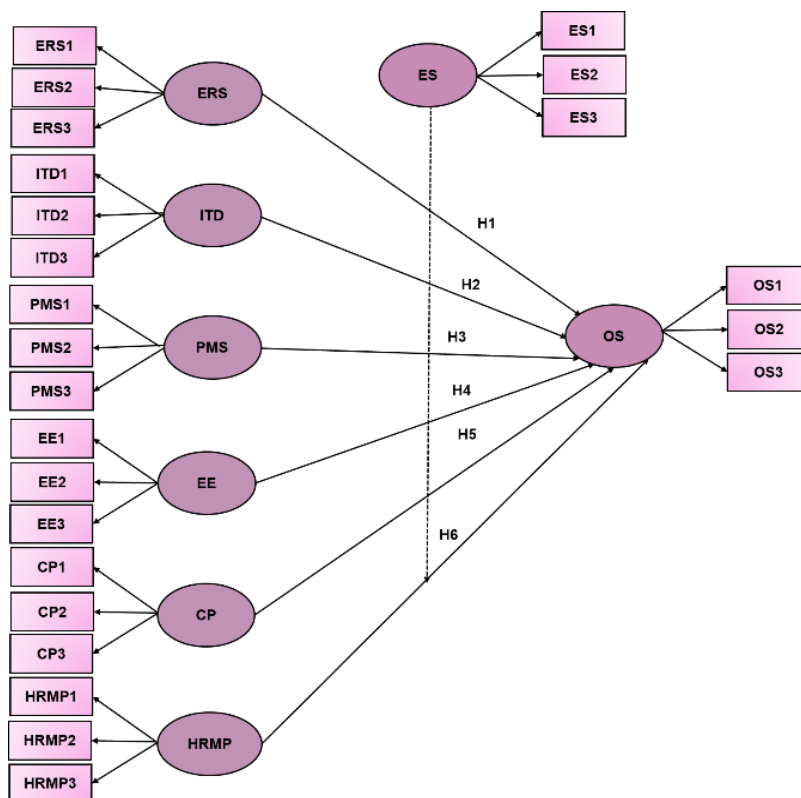 ERS1
ERS2
ERS3
ERS
ES
ES1
ES2
ES3
ITD1
ITD2
ITD3
ITD
H1
H2
PMS1
PMS2
PMS3
PMS
H3
OS
OS1
OS2
OS3
H4
H5
EE1
EE2
EE3
EE
H6
CP1
CP2
CP3
CP
HRMP1
HRMP2
HRMP3
HRMP